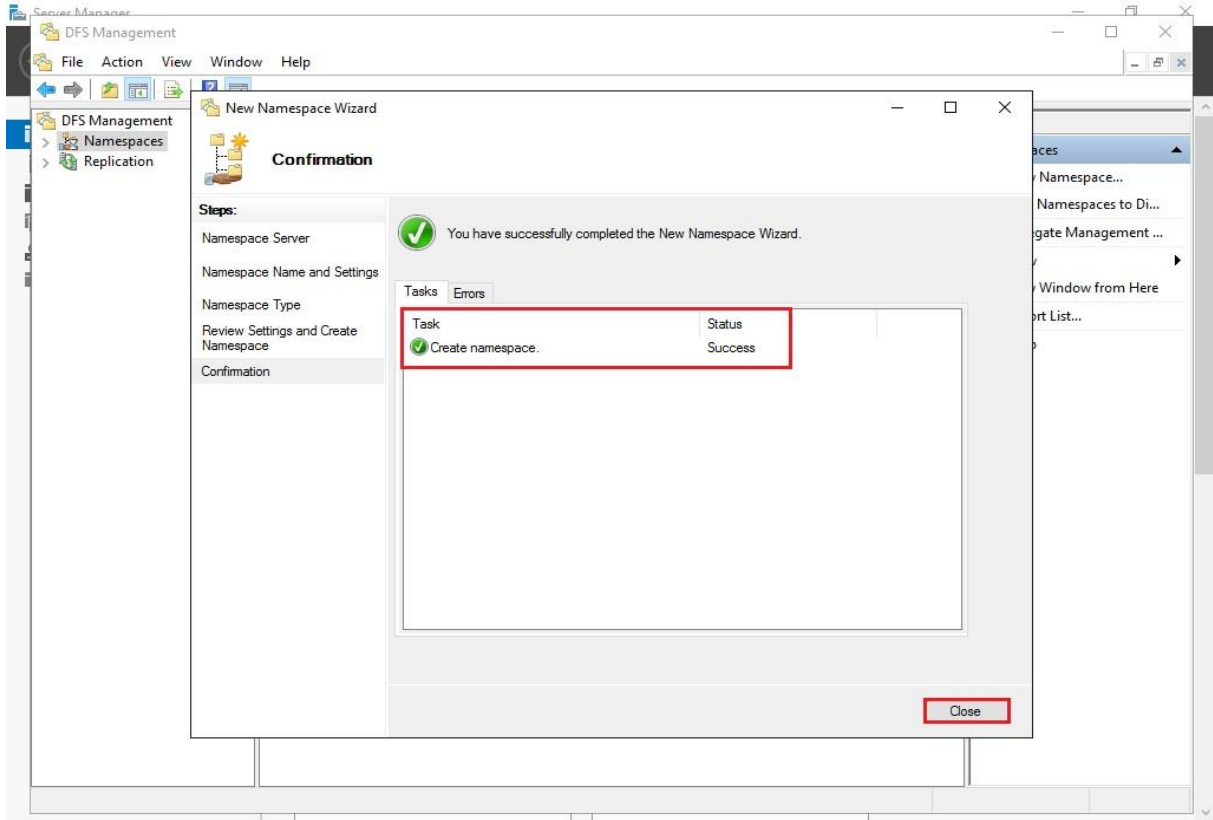 Server Manager
DFS Management
File Action View Window Help
DFS Management
Namespaces
Replication
New Namespace Wizard
Confirmation
Steps:
Namespace Server
Namespace Name and Settings
Namespace Type
Review Settings and Create
Namespace
Confirmation
You have successfully completed the New Namespace Wizard.
Tasks Errors
Task Status
Create namespace. Success
Close
aces
Namespace...
Namespaces to Di...
egate Management ...
Window from Here
ort List...